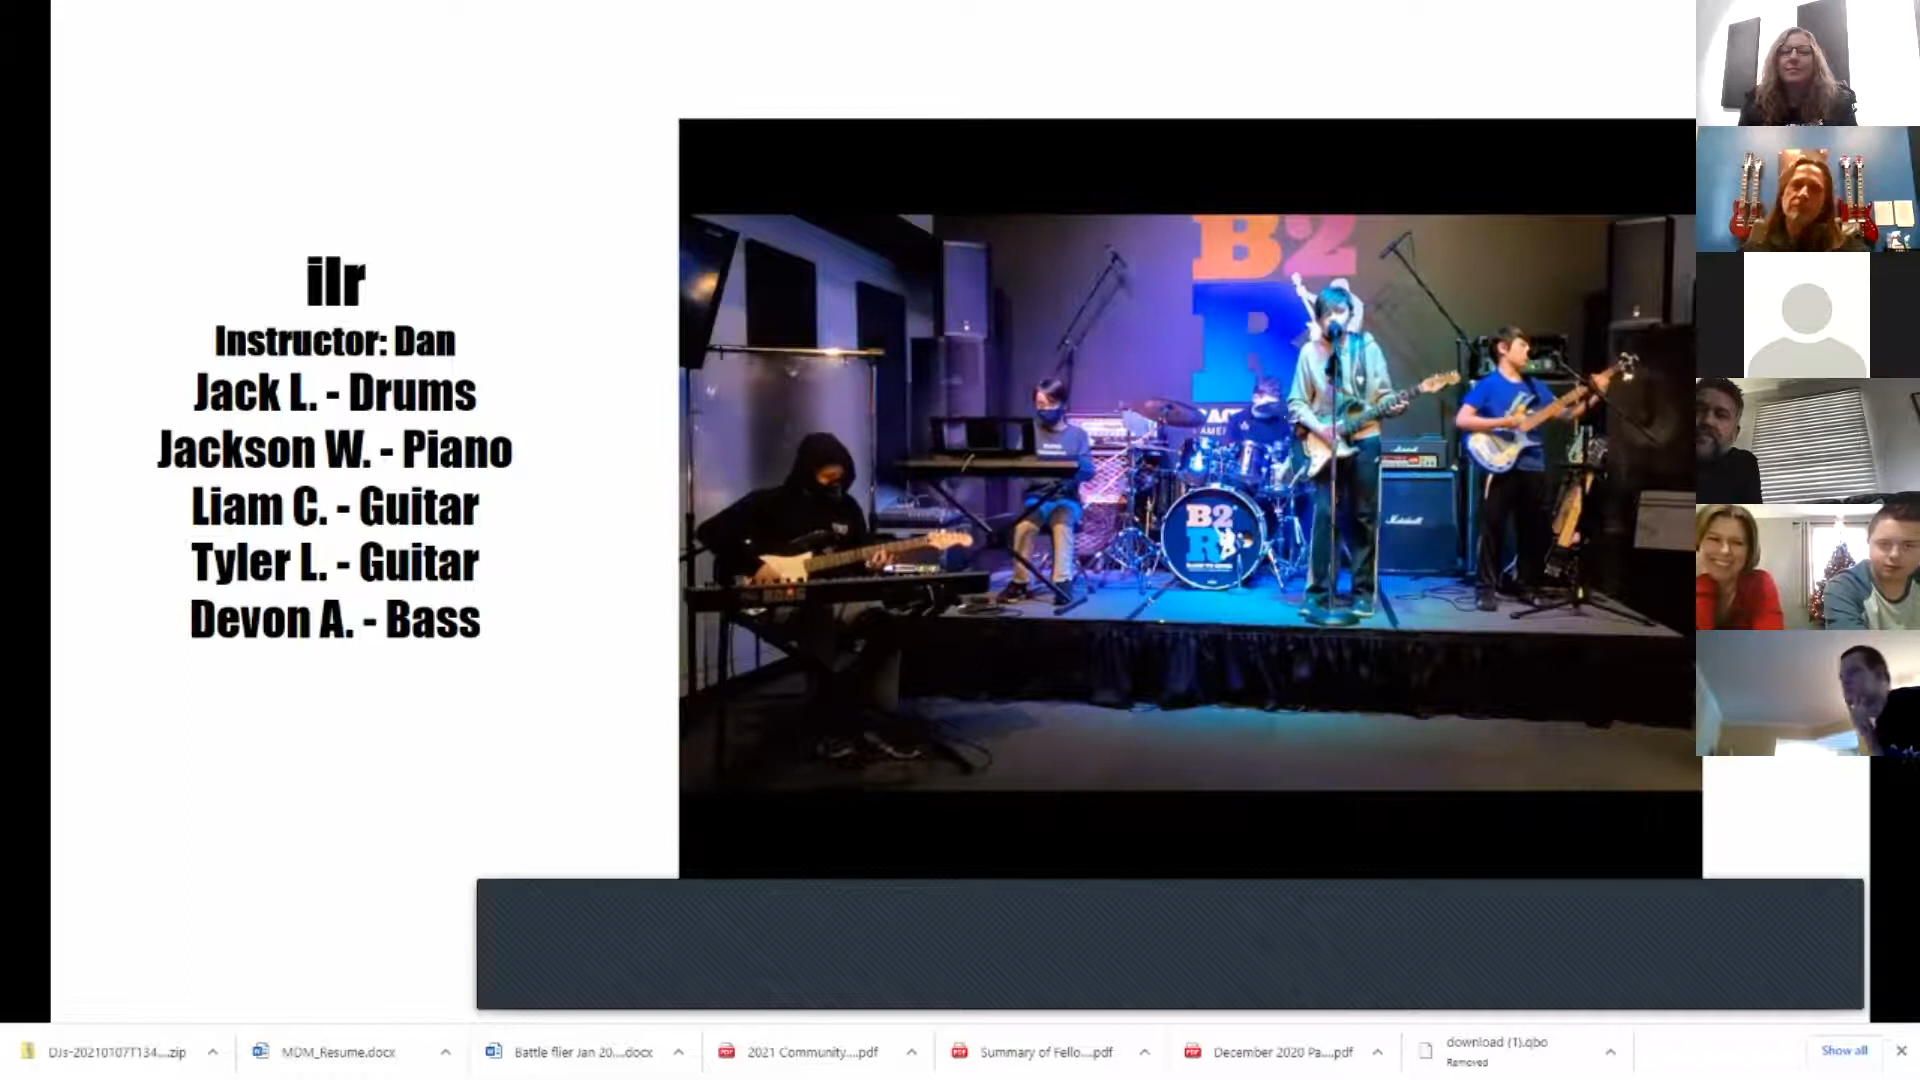 ilr
Instructor: Dan
Jack L. - Drums
Jackson W. - Piano
Liam C. - Guitar
Tyler L. - Guitar
Devon A. - Bass
B2
R
B2
R
Marshall
DJs-20210107T134....zip
MDM_Resume.docx
Battle flier Jan 20....docx
2021 Community....pdf
Summary of Fello....pdf
December 2020 Pa....pdf
download (1).qbo
Removed
Show all